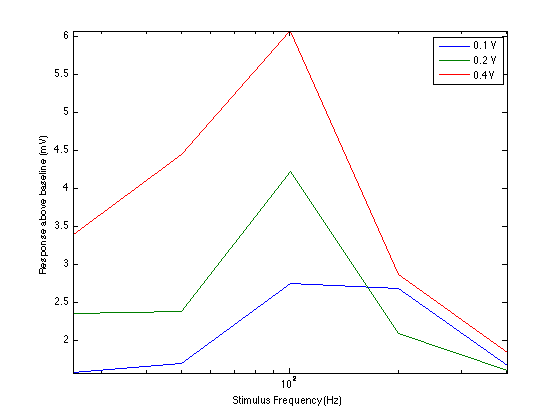 6
5.5
5
4.5
4
3.5
3
2.5
2
Response above baseline (mV)
0.1 V
0.2 V
0.4V
10²
Stimulus Frequency (Hz)